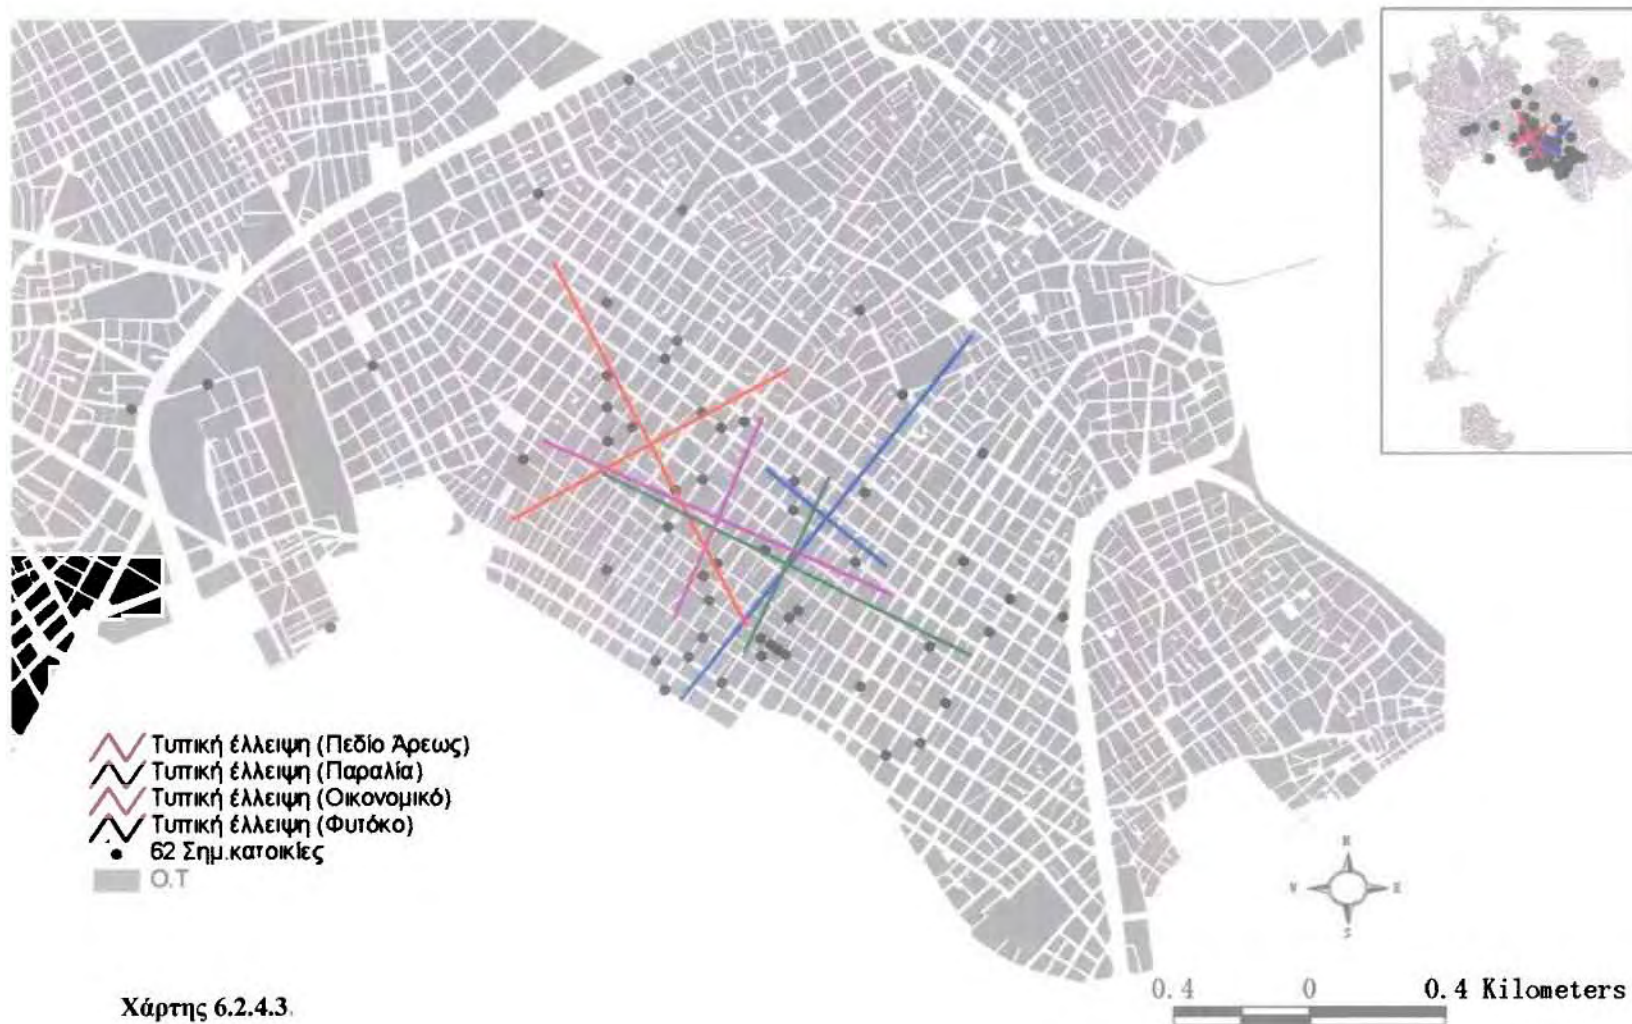 Τυπική έλλειψη (Πεδίο Άρεως)
Τυπική έλλειψη (Παραλία)
Τυπική έλλειψη (Οικονομικό)
Τυπική έλλειψη (Φυτόκο)
62 Σημ.κατοικίες
Ο.Τ
N
W E
S
0.4 0 0.4 Kilometers
Χάρτης 6.2.4.3.